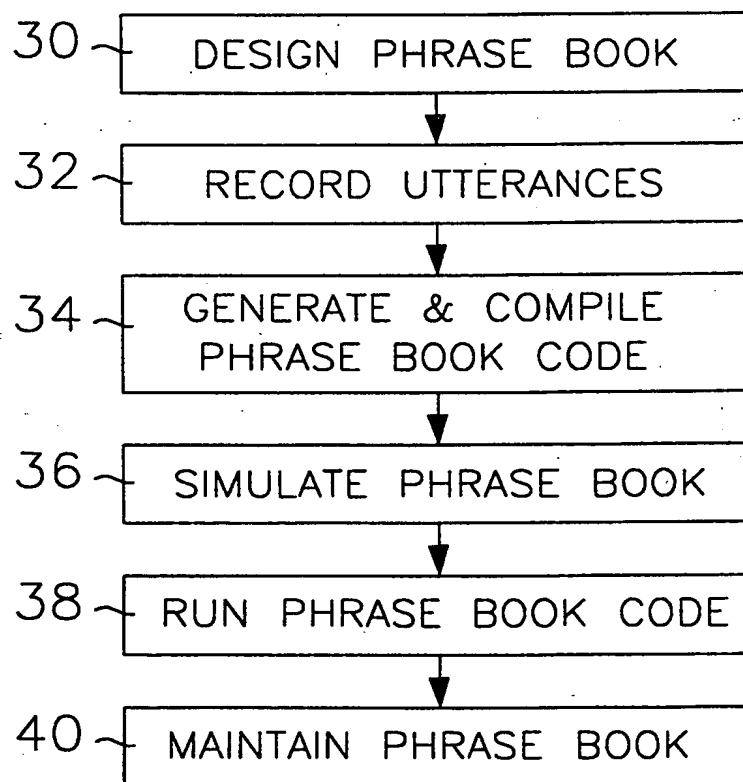 30 DESIGN PHRASE BOOK
32 RECORD UTTERANCES
34 GENERATE & COMPILE
PHRASE BOOK CODE
36 SIMULATE PHRASE BOOK
38 RUN PHRASE BOOK CODE
40 MAINTAIN PHRASE BOOK